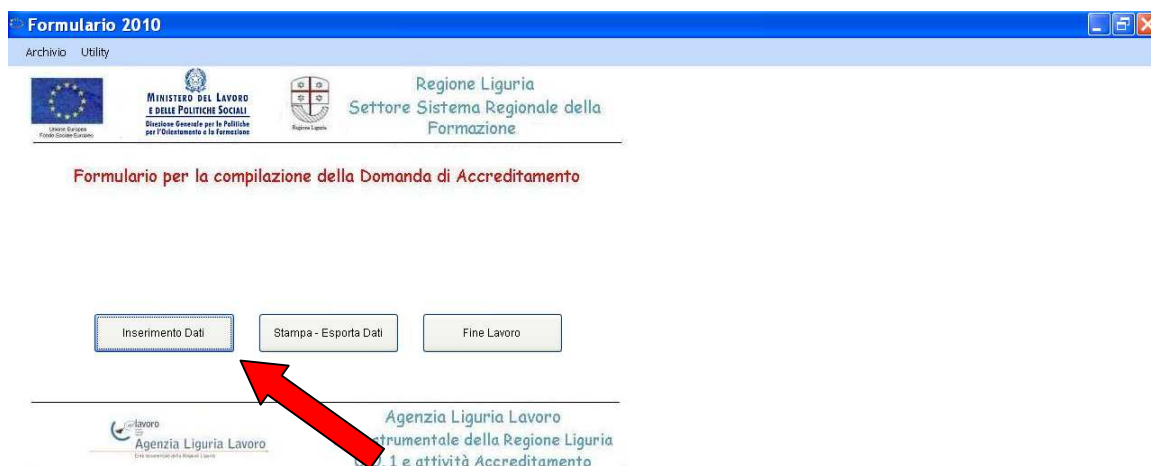 Formulario 2010
Archivio Utility
Unione Europea
Fondo Sociale Europeo
MINISTERO DEL LAVORO
E DELLE POLITICHE SOCIALI
Direzione Generale per le Politiche
per l'Orientamento e la Formazione
Regione Liguria
Regione Liguria
Settore Sistema Regionale della
Formazione
Formulario per la compilazione della Domanda di Accreditamento
Inserimento Dati
Stampa - Esporta Dati
Fine Lavoro
lavoro
Agenzia Liguria Lavoro
Agenzia Liguria Lavoro
strumentale della Regione Liguria
1 e attività Accreditamento